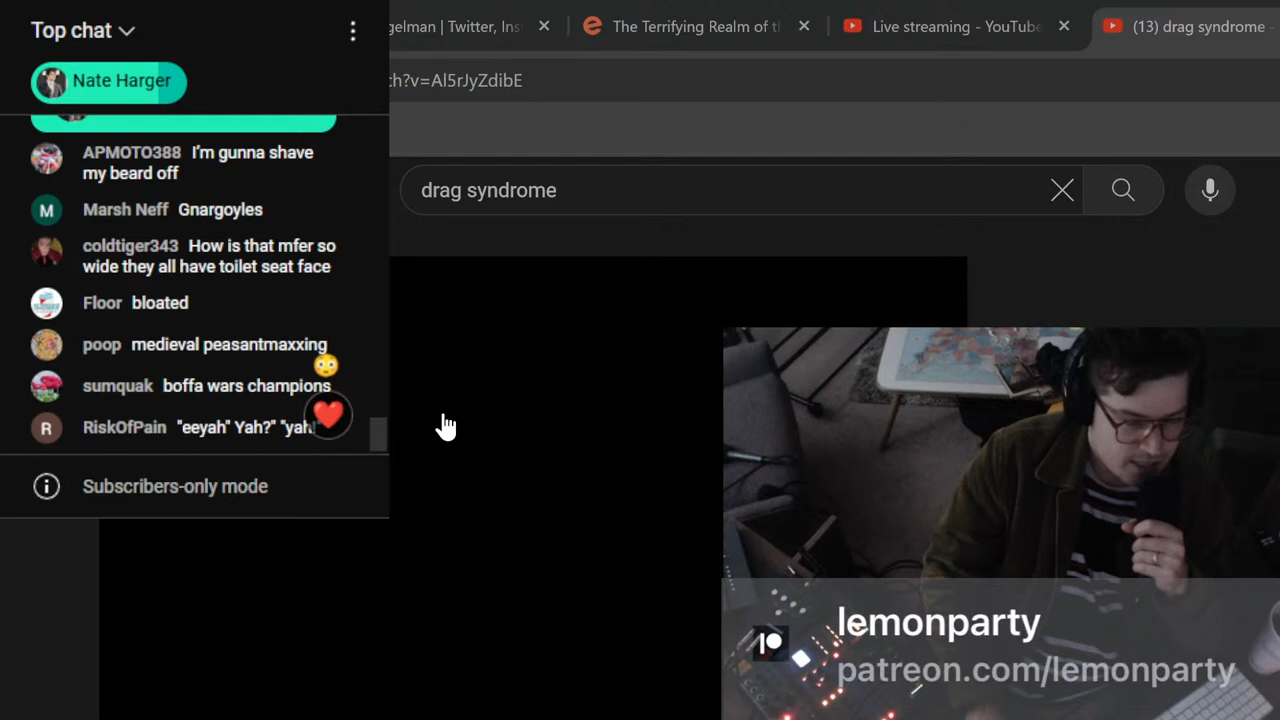 Top chat
Nate Harger
APMOTO388 I'm gunna shave
my beard off
M Marsh Neff Gnargoyles
coldtiger343 How is that mfer so
wide they all have toilet seat face
Floor bloated
poop medieval peasantmaxxing
sumquak boffa wars champions
R RiskOfPain "eeyah" Yah?" "yah!"
Subscribers-only mode
gelman | Twitter, Ins
The Terrifying Realm of t
Live streaming - YouTube
(13) drag syndrome -
ch?v=Al5rJyZdibE
drag syndrome
lemonparty
patreon.com/lemonparty